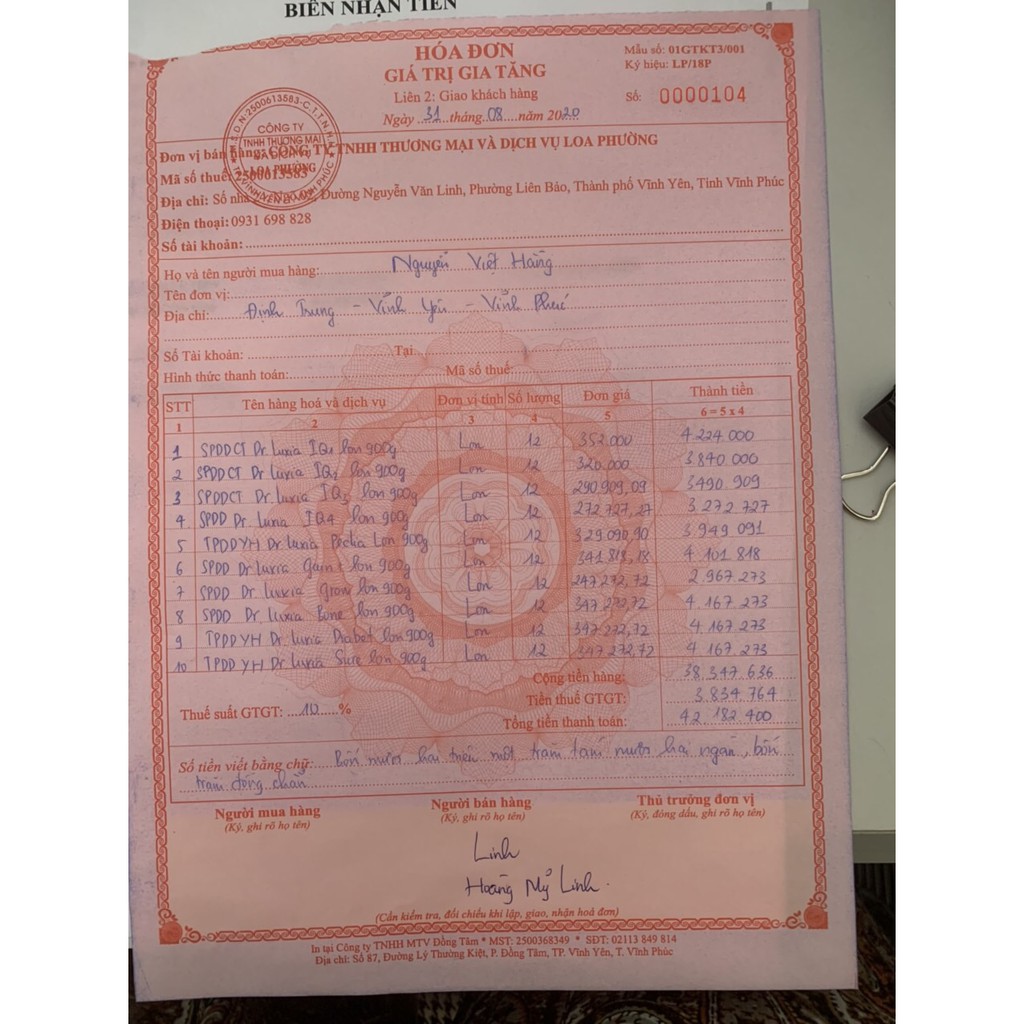 BIÊN NHẬN TIỀN
HÓA ĐƠN
GIÁ TRỊ GIA TĂNG
Liên 2: Giao khách hàng
Ngày 31 tháng 08 năm 2020
Mẫu số: 01GTKT3/001
Ký hiệu: LP/18P
Số: 0000104
M.S.D.N:2500613583-C.T.T.N.H.H
CÔNG TY
TNHH THƯƠNG MẠI
VÀ DỊCH VỤ
LOA PHƯỜNG
Đơn vị bán hàng: CÔNG TY TNHH THƯƠNG MẠI VÀ DỊCH VỤ LOA PHƯỜNG
Mã số thuế: 2500613583
Địa chỉ: Số nhà Đường Nguyễn Văn Linh, Phường Liên Bảo, Thành phố Vĩnh Yên, Tỉnh Vĩnh Phúc
Điện thoại: 0931 698 828
Số tài khoản:
Họ và tên người mua hàng: Nguyễn Việt Hằng
Tên đơn vị:
Địa chỉ: Định Trung - Vĩnh Yên - Vĩnh Phúc
Số Tài khoản: Tại
Hình thức thanh toán: Mã số thuế:
STT Tên hàng hoá và dịch vụ Đơn vị tính Số lượng Đơn giá Thành tiền
1 2 3 4 5 6 = 5 x 4
1 SPDDCT Dr Luxia IQ1 lon 900g Lon 12 352.000 4.224.000
2 SPDDCT Dr Luxia IQ2 lon 900g Lon 12 320.000 3.840.000
3 SPDDCT Dr Luxia IQ3 lon 900g Lon 12 290.909,09 3.490.909
4 SPDD Dr Luxia IQ4 lon 900g Lon 12 272.727,27 3.272.727
5 TPDDYH Dr Luxia Pedia Lon 900g Lon 12 329.090,90 3.949.091
6 SPDD Dr Luxia Gain lon 900g Lon 12 341.818,18 4.101.818
7 SPDD Dr Luxia Grow lon 900g Lon 12 247.272,72 2.967.273
8 SPDD Dr Luxia Bone lon 900g Lon 12 347.272,72 4.167.273
9 TPDDYH Dr Luxia Diabet lon 900g Lon 12 347.272,72 4.167.273
10 TPDDYH Dr Luxia Sure lon 900g Lon 12 347.272,72 4.167.273
Cộng tiền hàng: 38.347.636
Thuế suất GTGT: 10 % Tiền thuế GTGT: 3.834.764
Tổng tiền thanh toán: 42.182.400
Số tiền viết bằng chữ: Bốn mươi hai triệu một trăm tám mươi hai ngàn, bốn
trăm đồng chẵn
Người mua hàng Người bán hàng Thủ trưởng đơn vị
(Ký, ghi rõ họ tên) (Ký, ghi rõ họ tên) (Ký, đóng dấu, ghi rõ họ tên)
Linh
Hoàng Mỹ Linh
(Cần kiểm tra, đối chiếu khi lập, giao, nhận hoá đơn)
In tại Công ty TNHH MTV Đồng Tâm * MST: 2500368349 * SĐT: 02113 849 814
Địa chỉ: Số 87, Đường Lý Thường Kiệt, P. Đồng Tâm, TP. Vĩnh Yên, T. Vĩnh Phúc